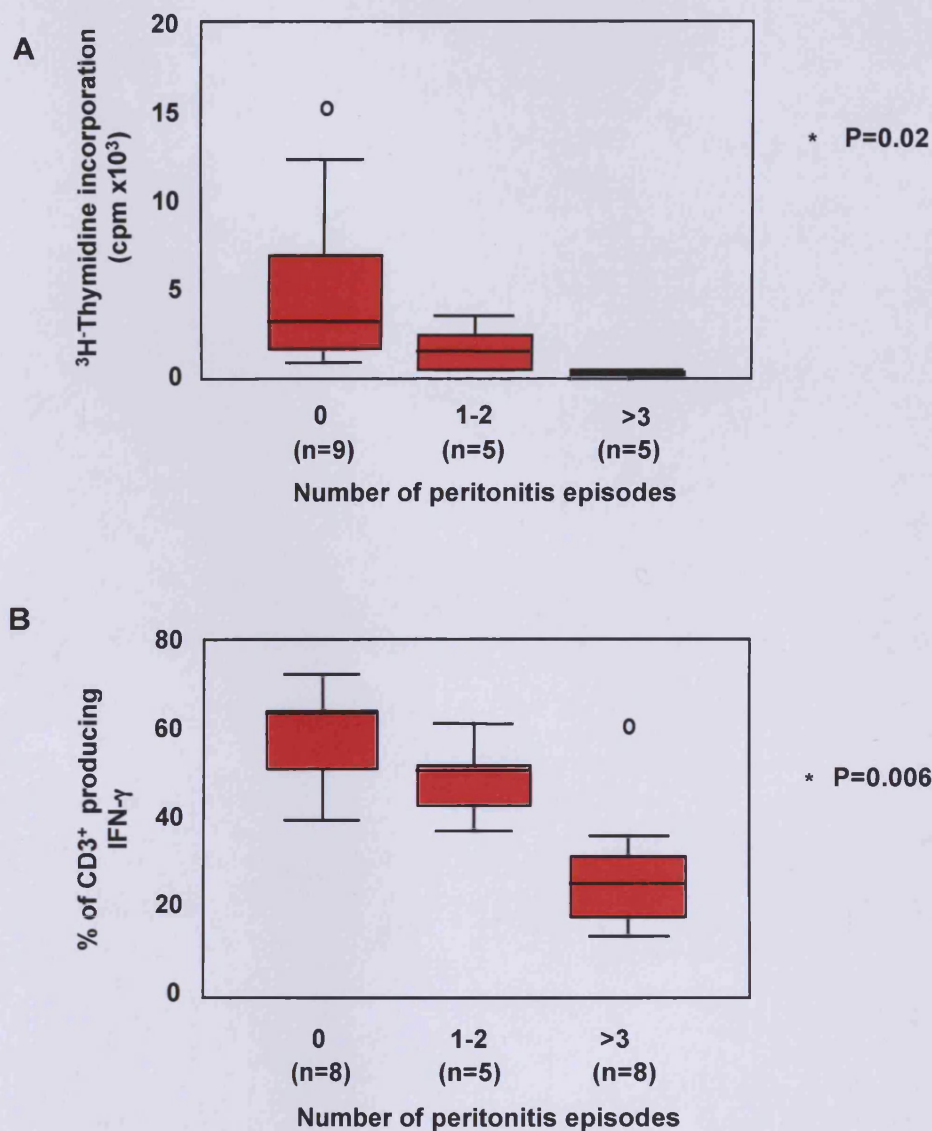 A
³H-Thymidine incorporation
(cpm x10³)
20
15
10
5
0
* P=0.02
0
1-2
>3
(n=9)
(n=5)
(n=5)
Number of peritonitis episodes
B
% of CD3⁺ producing
IFN-γ
80
60
40
20
0
* P=0.006
0
1-2
>3
(n=8)
(n=5)
(n=8)
Number of peritonitis episodes